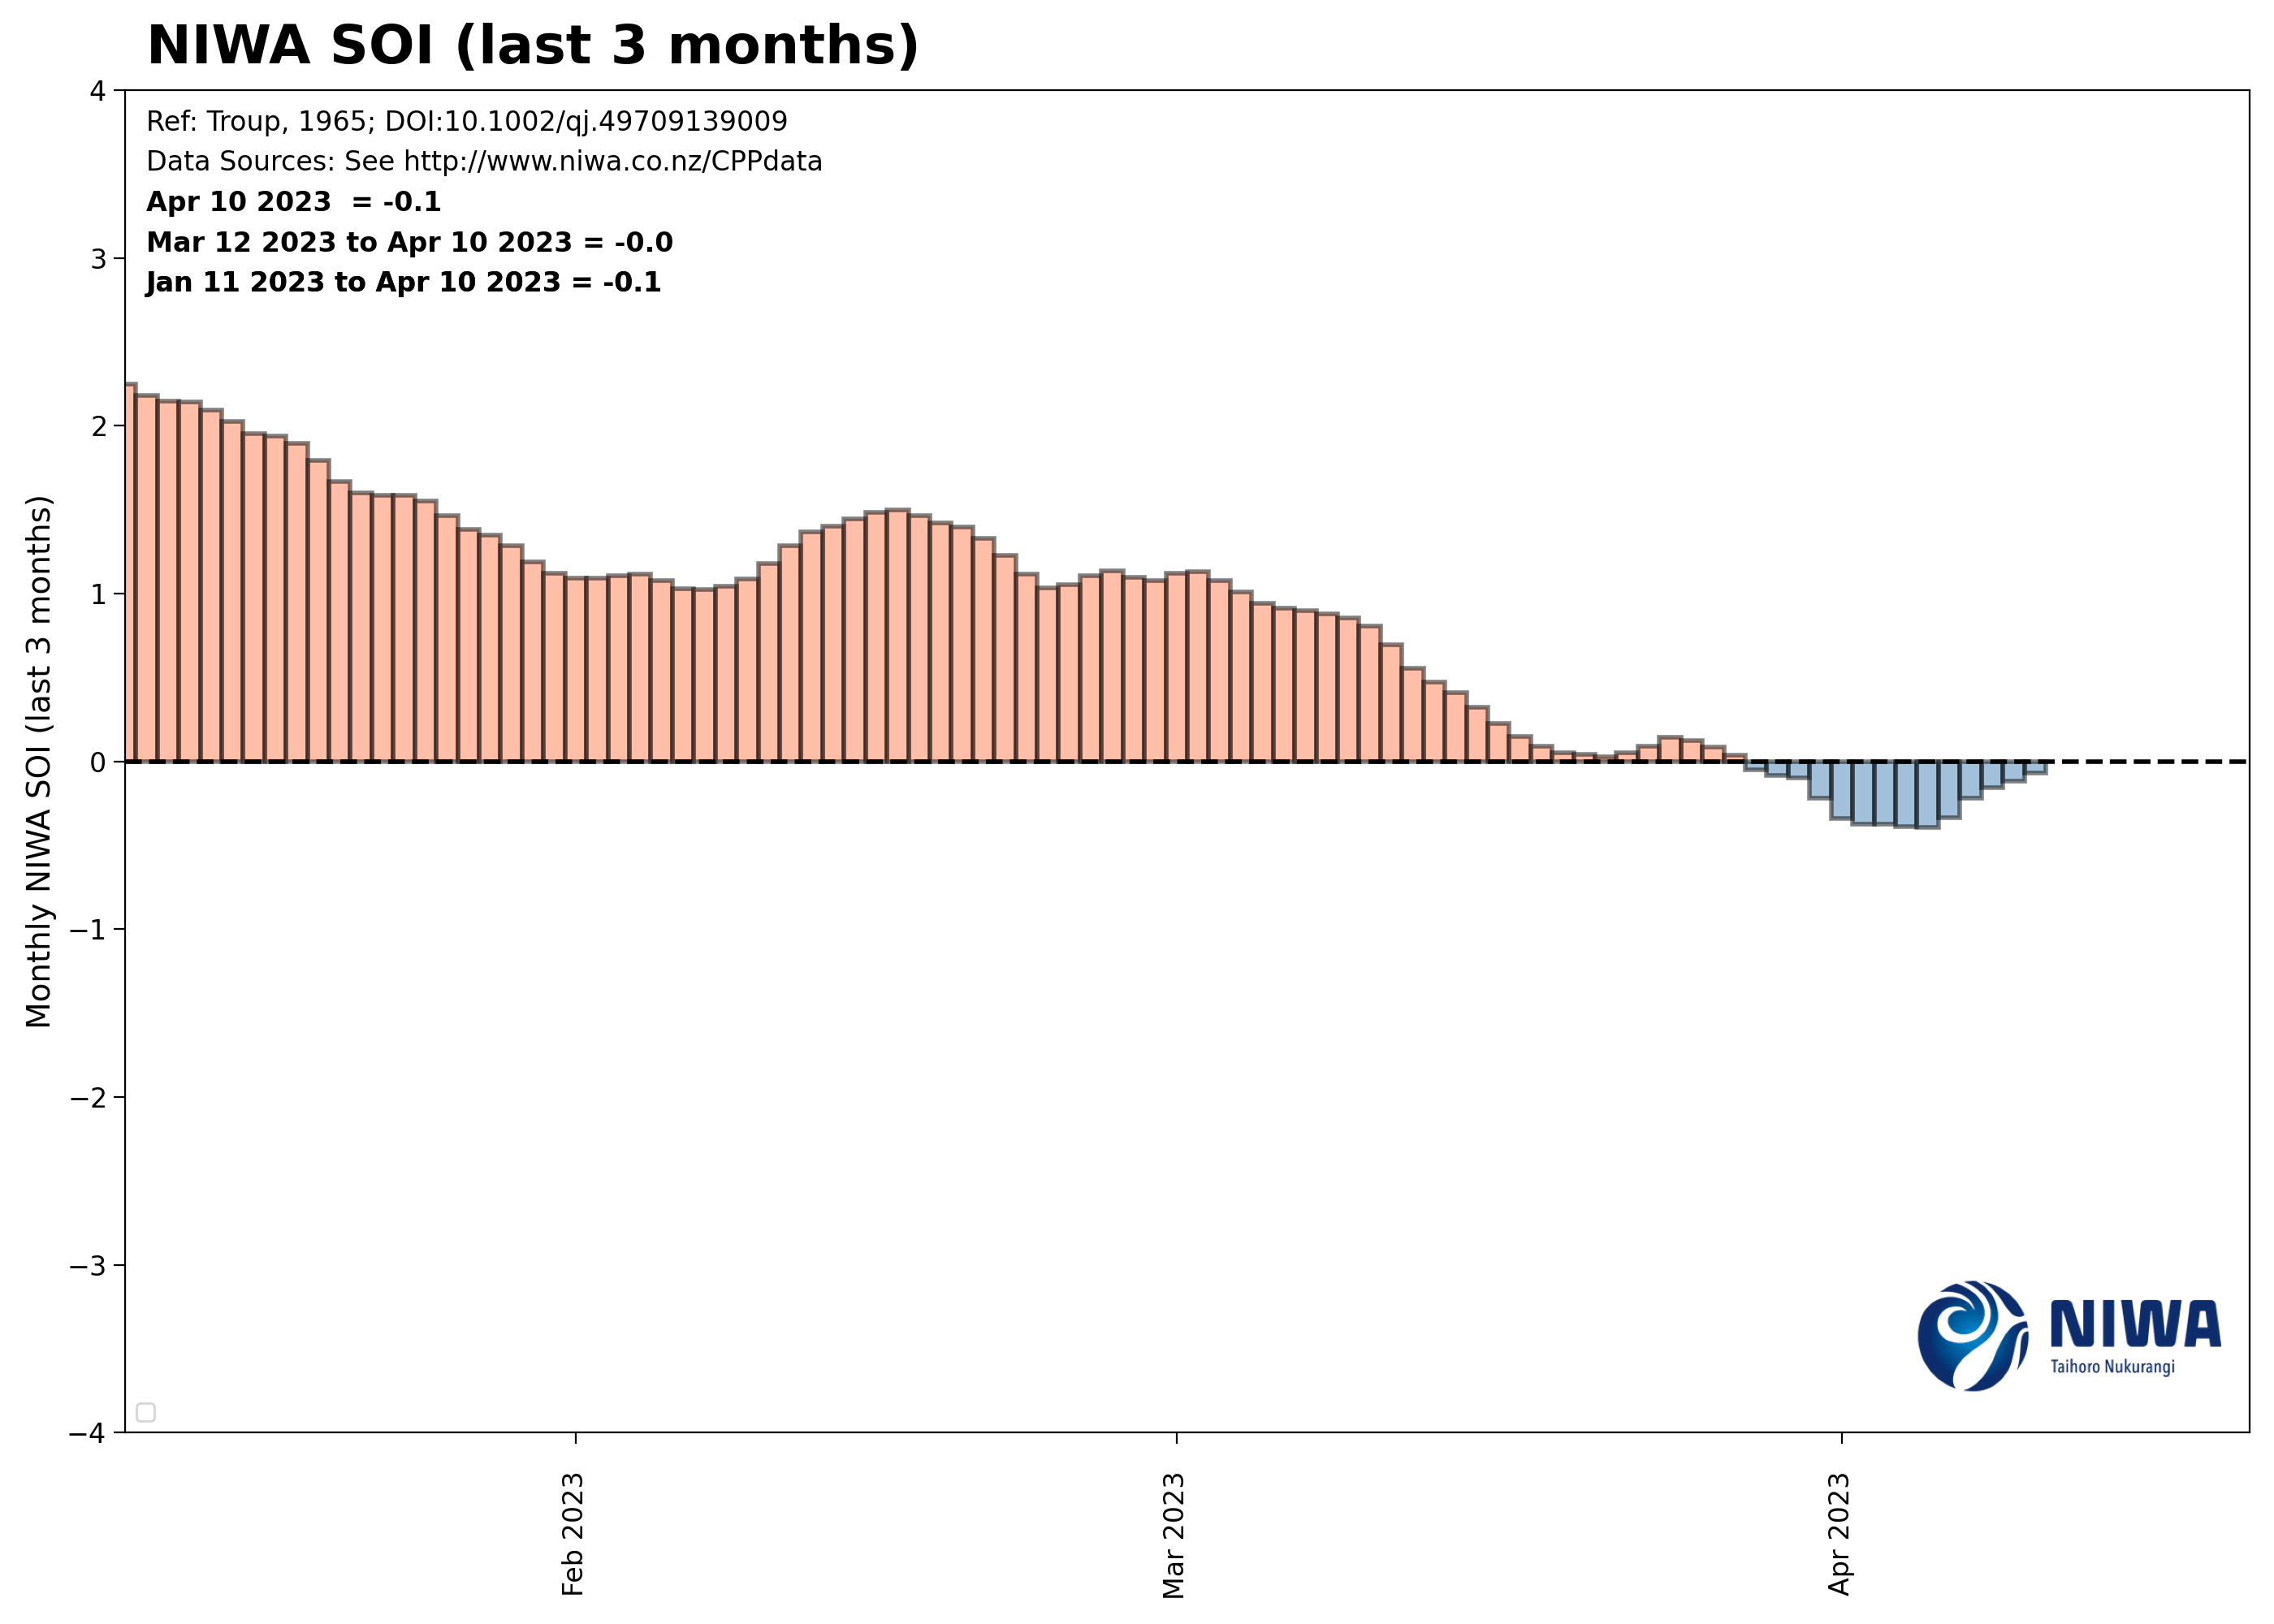 NIWA SOI (last 3 months)
Ref: Troup, 1965; DOI:10.1002/qj.49709139009
Data Sources: See http://www.niwa.co.nz/CPPdata
Apr 10 2023  = -0.1
Mar 12 2023 to Apr 10 2023 = -0.0
Jan 11 2023 to Apr 10 2023 = -0.1
Monthly NIWA SOI (last 3 months)
4
3
2
1
0
−1
−2
−3
−4
Feb 2023
Mar 2023
Apr 2023
NIWA
Taihoro Nukurangi